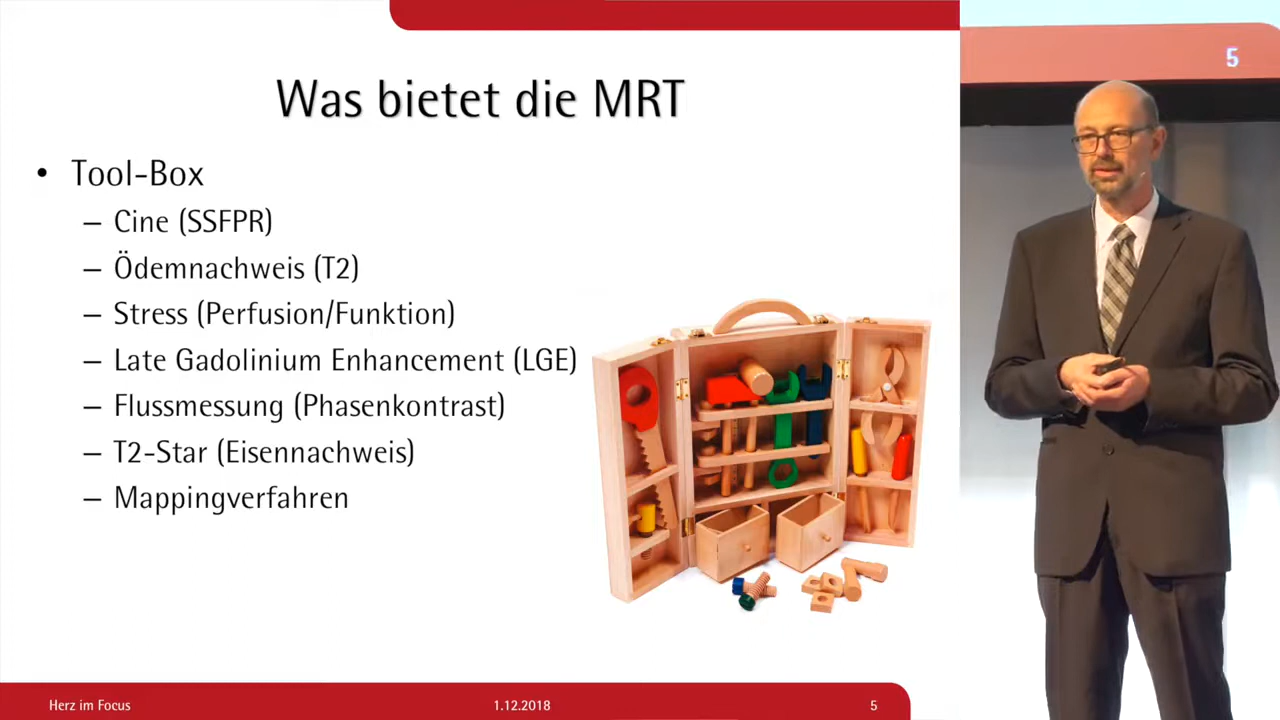 Was bietet die MRT
• Tool-Box
– Cine (SSFPR)
– Ödemnachweis (T2)
– Stress (Perfusion/Funktion)
– Late Gadolinium Enhancement (LGE)
– Flussmessung (Phasenkontrast)
– T2-Star (Eisennachweis)
– Mappingverfahren
Herz im Focus 1.12.2018 5
5